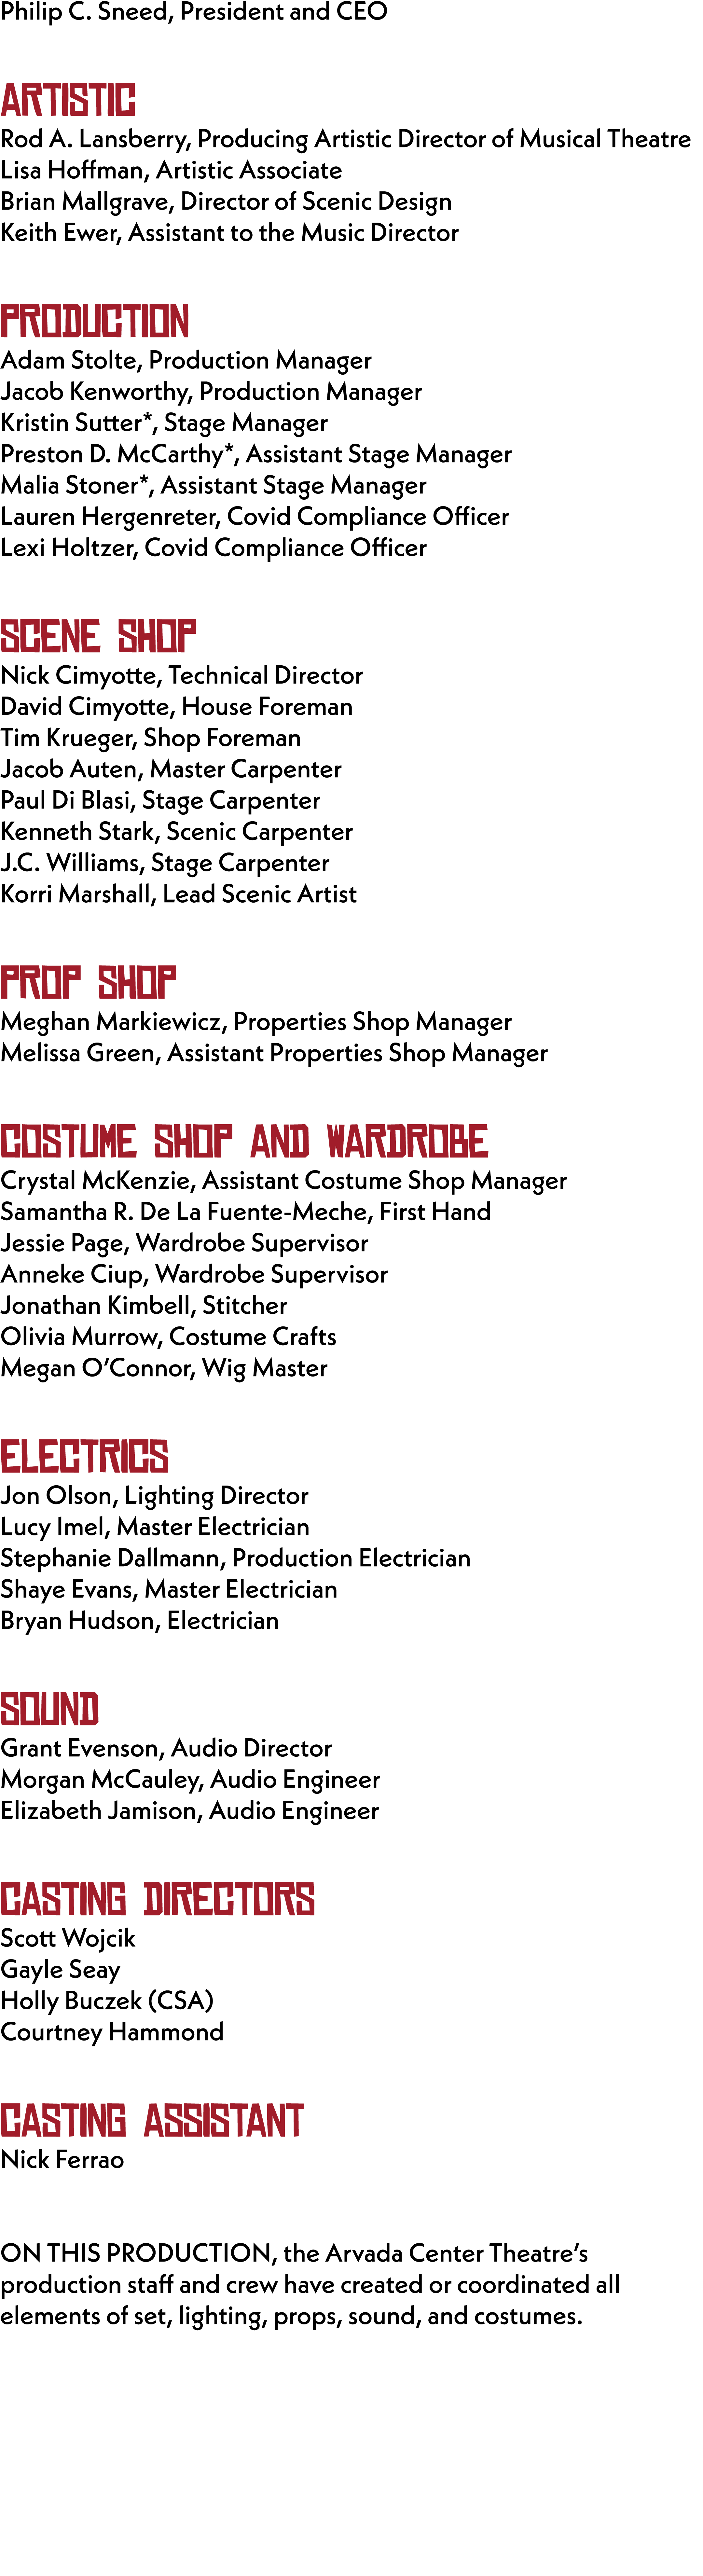 Philip C. Sneed, President and CEO
ARTISTIC
Rod A. Lansberry, Producing Artistic Director of Musical Theatre
Lisa Hoffman, Artistic Associate
Brian Mallgrave, Director of Scenic Design
Keith Ewer, Assistant to the Music Director
PRODUCTION
Adam Stolte, Production Manager
Jacob Kenworthy, Production Manager
Kristin Sutter*, Stage Manager
Preston D. McCarthy*, Assistant Stage Manager
Malia Stoner*, Assistant Stage Manager
Lauren Hergenreter, Covid Compliance Officer
Lexi Holtzer, Covid Compliance Officer
SCENE SHOP
Nick Cimyotte, Technical Director
David Cimyotte, House Foreman
Tim Krueger, Shop Foreman
Jacob Auten, Master Carpenter
Paul Di Blasi, Stage Carpenter
Kenneth Stark, Scenic Carpenter
J.C. Williams, Stage Carpenter
Korri Marshall, Lead Scenic Artist
PROP SHOP
Meghan Markiewicz, Properties Shop Manager
Melissa Green, Assistant Properties Shop Manager
COSTUME SHOP AND WARDROBE
Crystal McKenzie, Assistant Costume Shop Manager
Samantha R. De La Fuente-Meche, First Hand
Jessie Page, Wardrobe Supervisor
Anneke Ciup, Wardrobe Supervisor
Jonathan Kimbell, Stitcher
Olivia Murrow, Costume Crafts
Megan O’Connor, Wig Master
ELECTRICS
Jon Olson, Lighting Director
Lucy Imel, Master Electrician
Stephanie Dallmann, Production Electrician
Shaye Evans, Master Electrician
Bryan Hudson, Electrician
SOUND
Grant Evenson, Audio Director
Morgan McCauley, Audio Engineer
Elizabeth Jamison, Audio Engineer
CASTING DIRECTORS
Scott Wojcik
Gayle Seay
Holly Buczek (CSA)
Courtney Hammond
CASTING ASSISTANT
Nick Ferrao
ON THIS PRODUCTION, the Arvada Center Theatre’s
production staff and crew have created or coordinated all
elements of set, lighting, props, sound, and costumes.